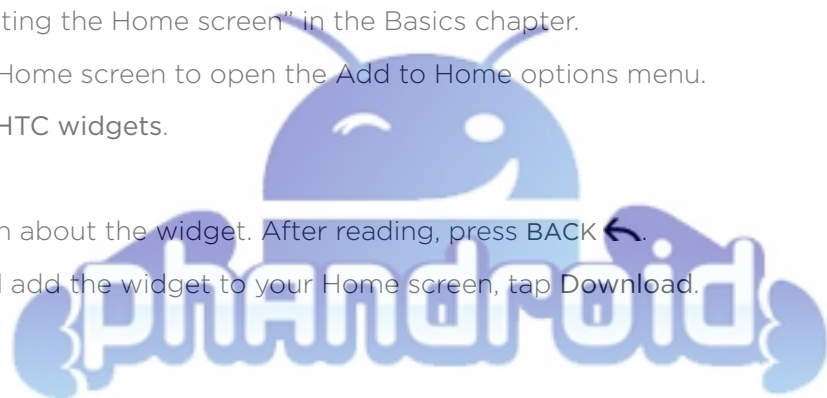 ting the Home screen” in the Basics chapter.
Home screen to open the Add to Home options menu.
HTC widgets.
n about the widget. After reading, press BACK .
d add the widget to your Home screen, tap Download.
phandroid